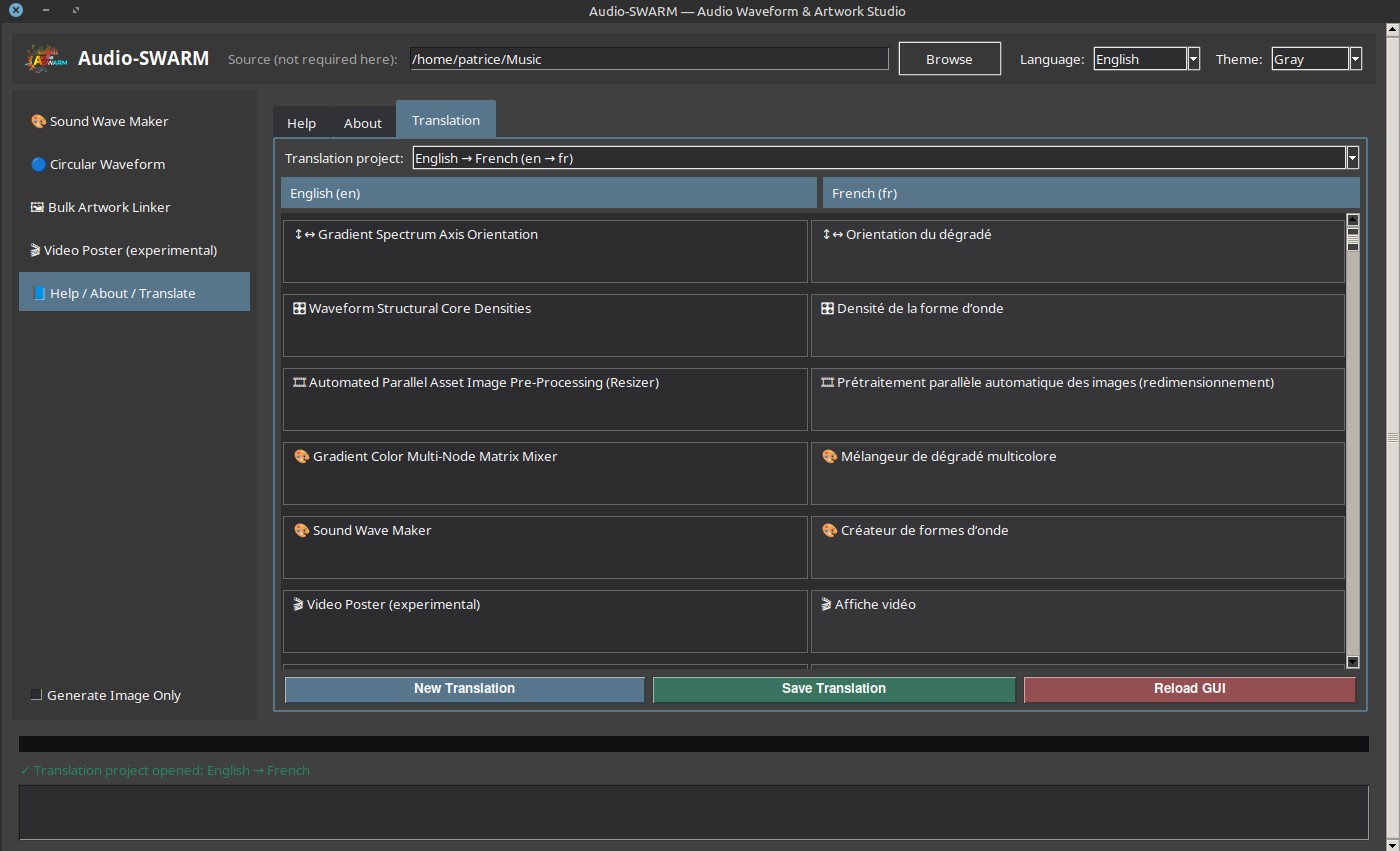 Audio-SWARM — Audio Waveform & Artwork Studio
Audio-SWARM
Source (not required here): /home/patrice/Music Browse Language: English Theme: Gray
🎨 Sound Wave Maker
🔵 Circular Waveform
🖼 Bulk Artwork Linker
🎬 Video Poster (experimental)
📘 Help / About / Translate
Generate Image Only
Help About Translation
Translation project: English → French (en → fr)
English (en) French (fr)
↕↔ Gradient Spectrum Axis Orientation ↕↔ Orientation du dégradé
🎛 Waveform Structural Core Densities 🎛 Densité de la forme d’onde
🎞 Automated Parallel Asset Image Pre-Processing (Resizer) 🎞 Prétraitement parallèle automatique des images (redimensionnement)
🎨 Gradient Color Multi-Node Matrix Mixer 🎨 Mélangeur de dégradé multicolore
🎨 Sound Wave Maker 🎨 Créateur de formes d’onde
🎬 Video Poster (experimental) 🎬 Affiche vidéo
New Translation Save Translation Reload GUI
✓ Translation project opened: English → French